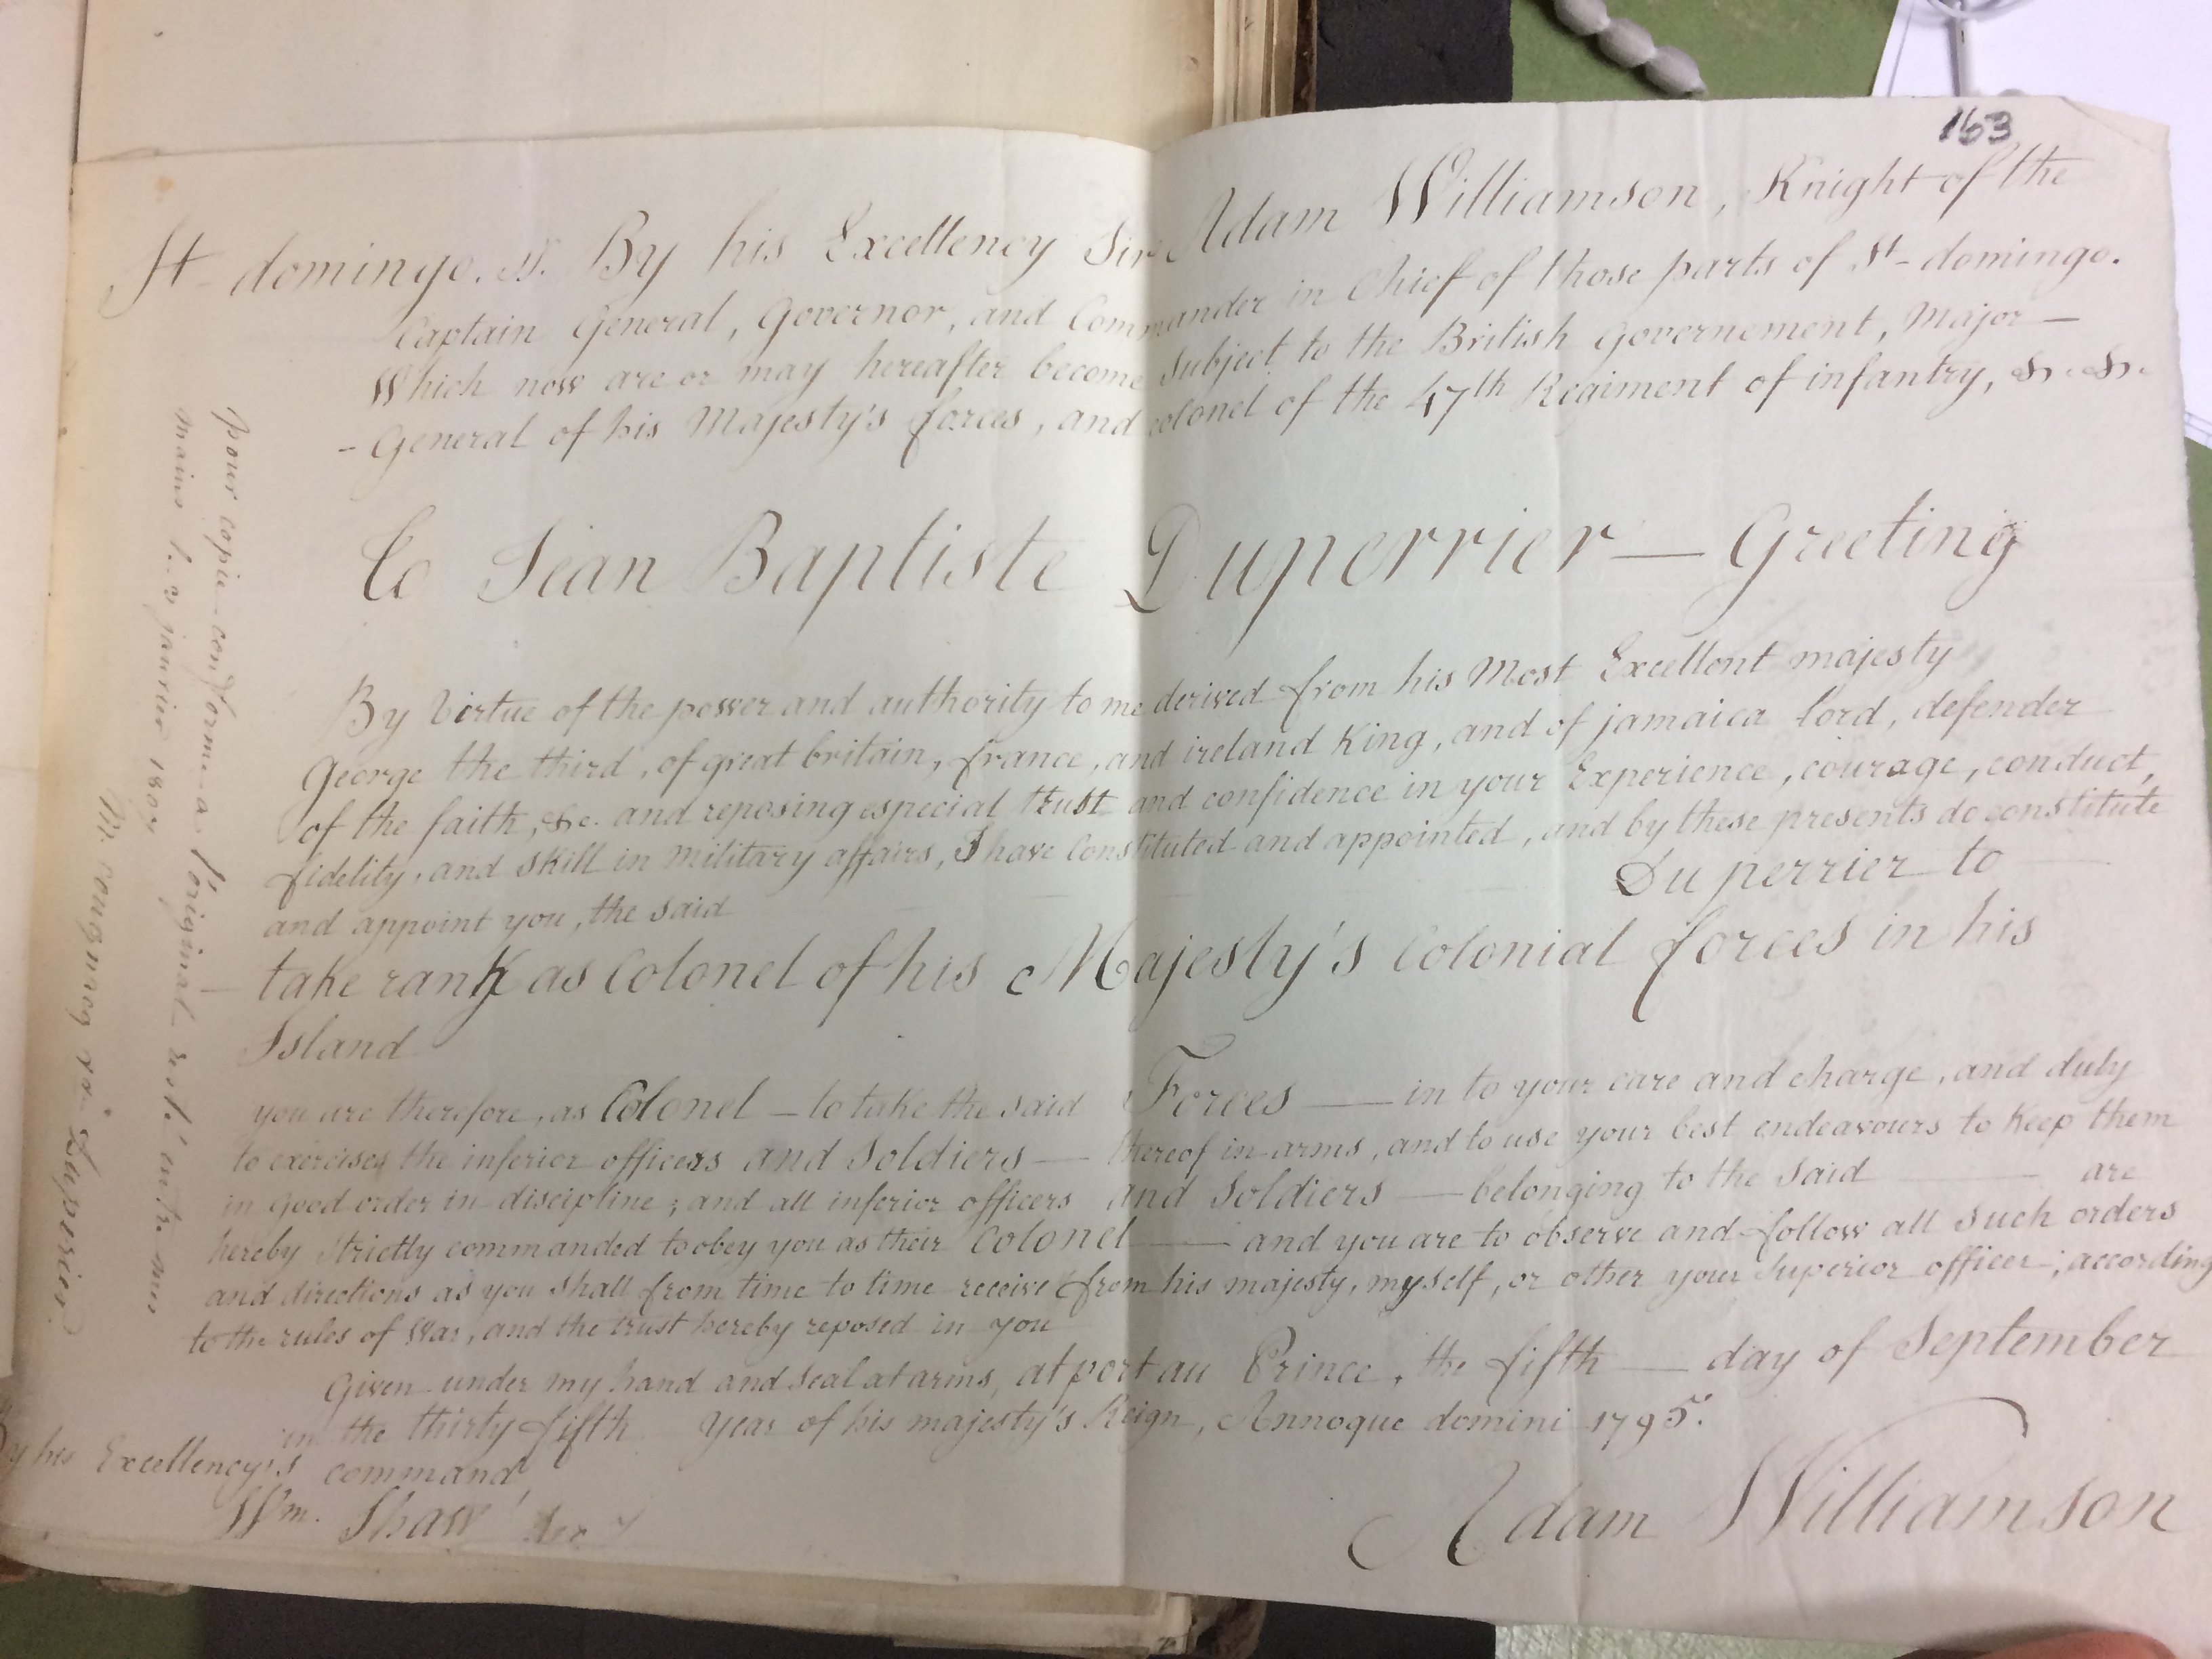 163
St- domingo. ss. By his Excellency Sir Adam Williamson, Knight of the
Captain General, Governor, and Commander in Chief of those parts of St- domingo.
Which now are or may hereafter become subject to the British Governement, Major-
- General of his Majesty's forces, and colonel of the 47th Regiment of infantry, &c. &c.
To Jean Baptiste Duperrier — Greeting
By Virtue of the power and authority to me derived from his Most Excellent majesty
George the third, of great britain, france, and ireland King, and of jamaica lord, defender
of the faith, &c. and reposing especial trust and confidence in your Experience, courage, conduct,
fidelity, and skill in military affairs, I have Constituted and appointed, and by these presents do constitute
and appoint you, the said Duperrier to
take rank as Colonel of his Majesty's Colonial forces in his
Island
you are therefore, as Colonel — to take the said Forces — in to your care and charge, and duly
to exercises the inferior officers and Soldiers — thereof in arms, and to use your best endeavours to Keep them
in good order in discipline; and all inferior officers and Soldiers — belonging to the said — are
hereby strictly commanded to obey you as their Colonel — and you are to observe and follow all such orders
and directions as you shall from time to time receive from his majesty, myself, or other your Superior officer; according
to the rules of War, and the trust hereby reposed in you
Given under my hand and seal at arms, at port au Prince, the fifth — day of September
in the thirty fifth year of his majesty's Reign, Annoque domini 1795.
By his Excellency's command,
Wm. Shaw Secy
Adam Williamson
pour copie conforme a l'original resté entre mes
mains le 2 janvier 180